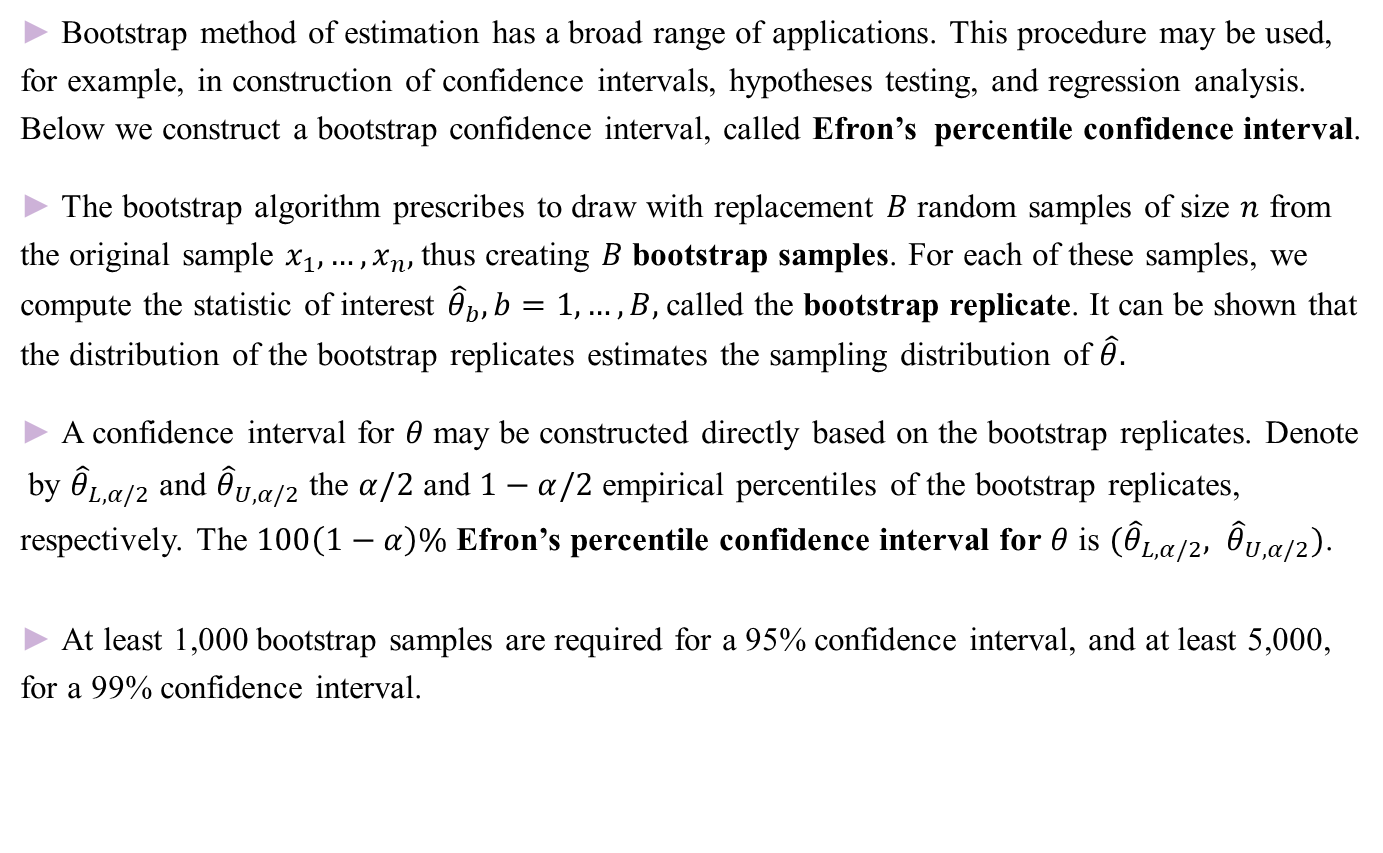 ► Bootstrap method of estimation has a broad range of applications. This procedure may be used,
for example, in construction of confidence intervals, hypotheses testing, and regression analysis.
Below we construct a bootstrap confidence interval, called Efron’s percentile confidence interval.
► The bootstrap algorithm prescribes to draw with replacement B random samples of size n from
the original sample x₁, … , xₙ, thus creating B bootstrap samples. For each of these samples, we
compute the statistic of interest θ̂_b, b = 1, … , B, called the bootstrap replicate. It can be shown that
the distribution of the bootstrap replicates estimates the sampling distribution of θ̂.
► A confidence interval for θ may be constructed directly based on the bootstrap replicates. Denote
by θ̂_{L,α/2} and θ̂_{U,α/2} the α/2 and 1 − α/2 empirical percentiles of the bootstrap replicates,
respectively. The 100(1 − α)% Efron’s percentile confidence interval for θ is (θ̂_{L,α/2}, θ̂_{U,α/2}).
► At least 1,000 bootstrap samples are required for a 95% confidence interval, and at least 5,000,
for a 99% confidence interval.